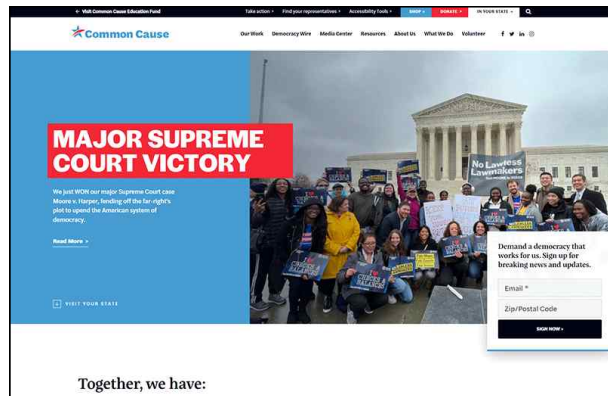 ← Visit Common Cause Education Fund
Take action
Find your representatives
Accessibility Tools
SHOP
DONATE
IN YOUR STATE
Common Cause
Our Work
Democracy Wire
Media Center
Resources
About Us
What We Do
Volunteer
MAJOR SUPREME
COURT VICTORY
We just WON our major Supreme Court case
Moore v. Harper, fending off the far-right's
plot to upend the American system of
democracy.
Read More >
VISIT YOUR STATE
No Lawless
Lawmakers
I
CHECKS &
BALANCES
Demand a democracy that
works for us. Sign up for
breaking news and updates.
Email *
Zip/Postal Code
SIGN NOW
Together, we have: